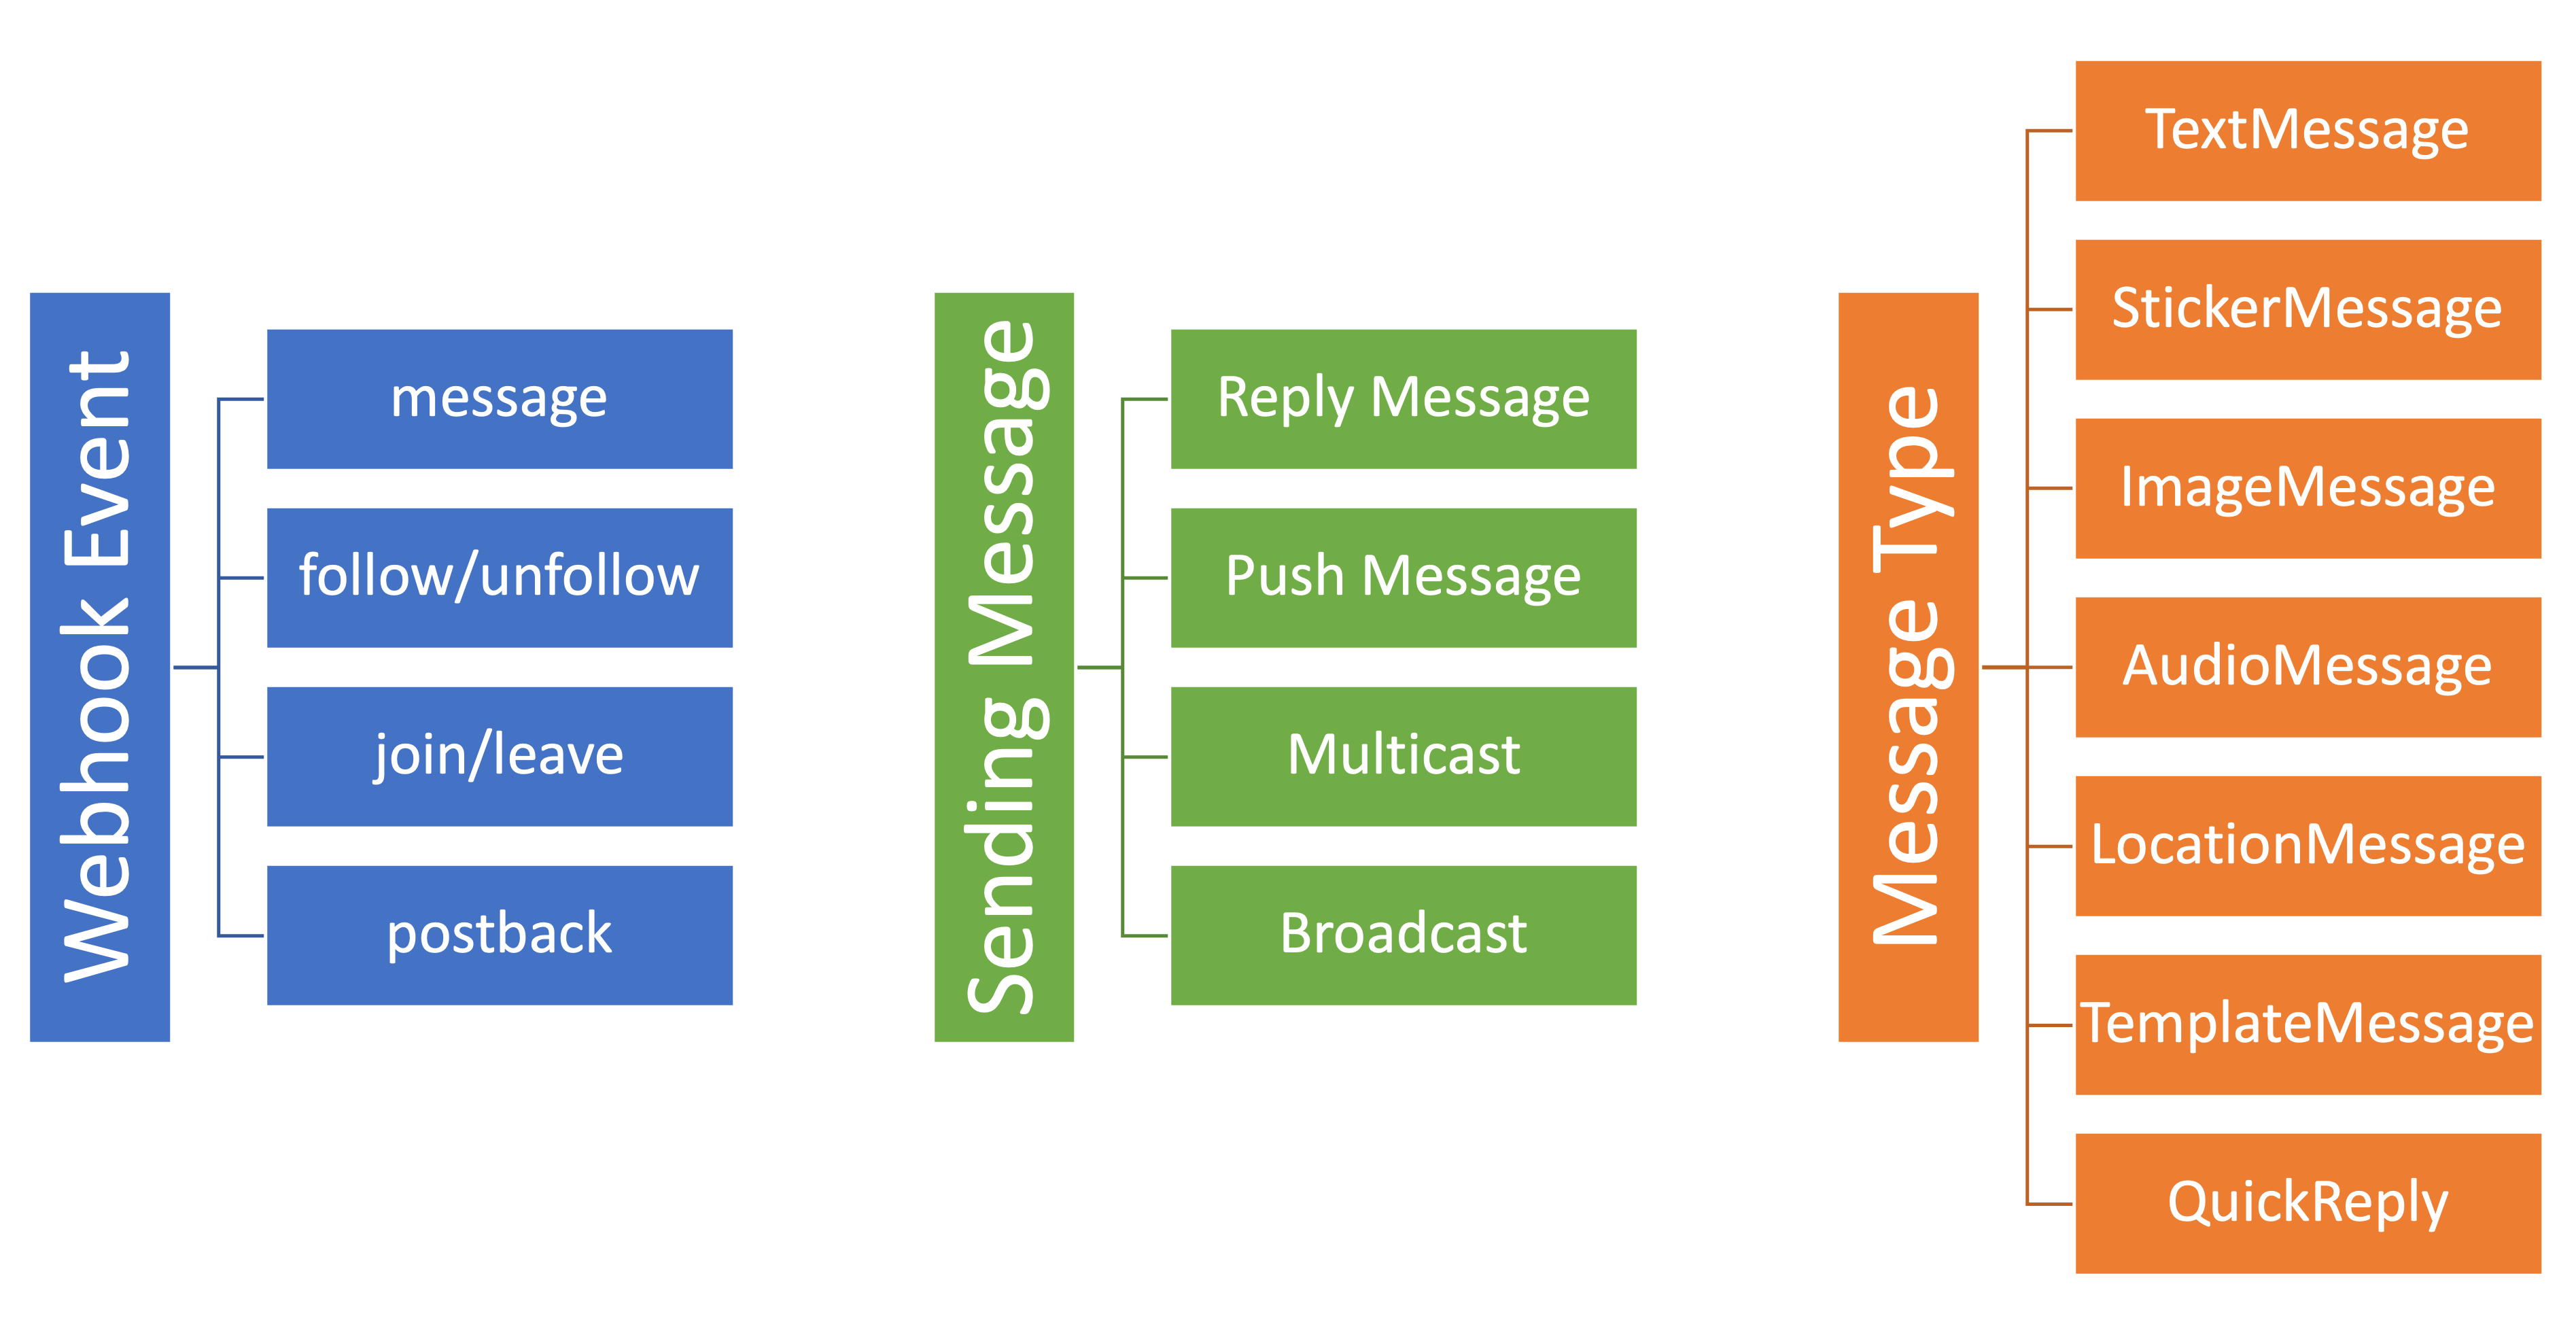 Webhook Event
message
follow/unfollow
join/leave
postback
Sending Message
Reply Message
Push Message
Multicast
Broadcast
Message Type
TextMessage
StickerMessage
ImageMessage
AudioMessage
LocationMessage
TemplateMessage
QuickReply